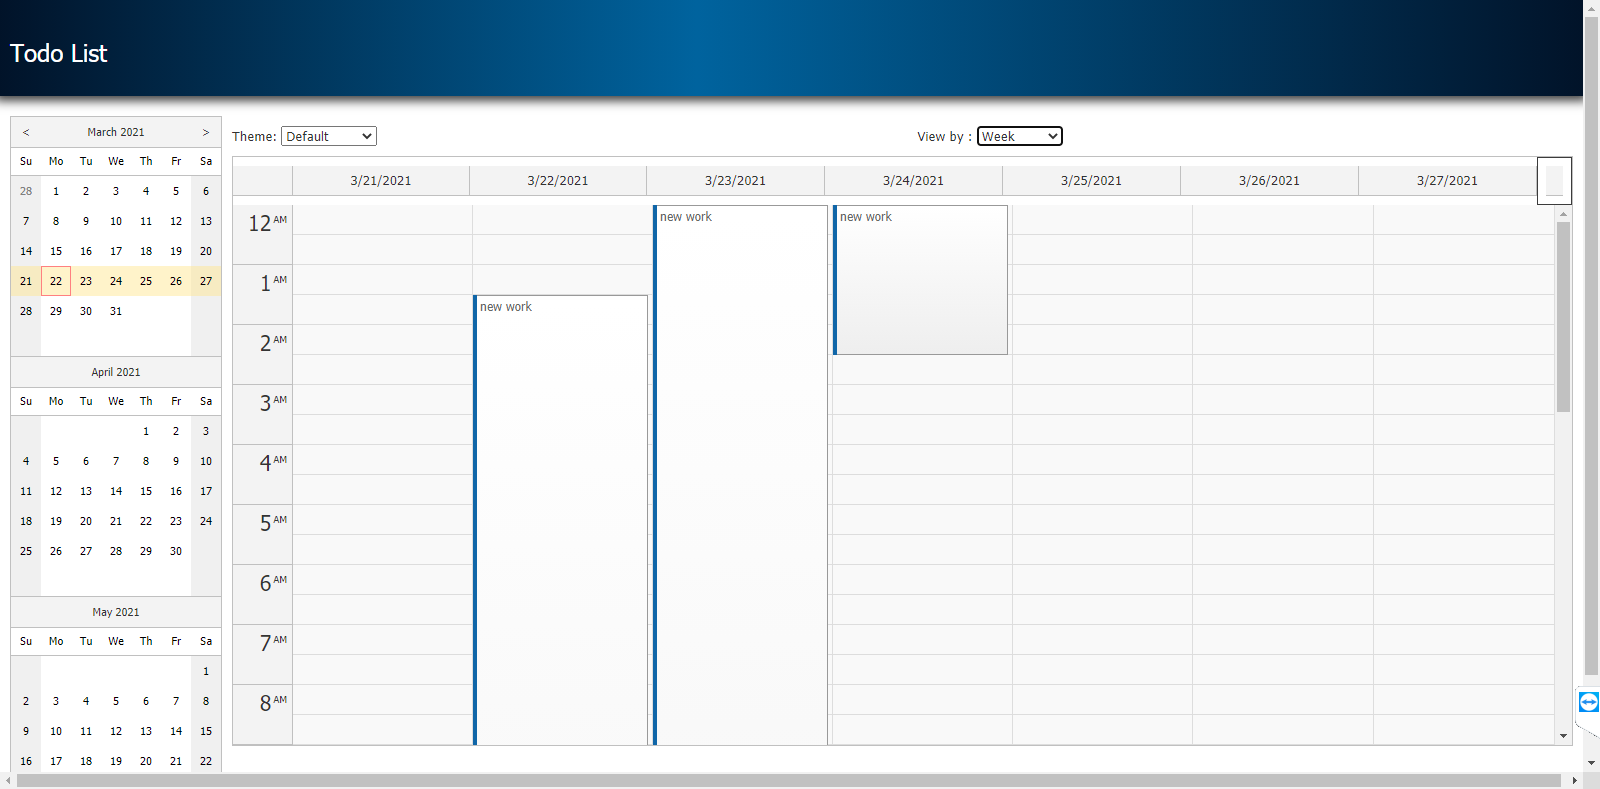 Todo List
< March 2021 >
Su Mo Tu We Th Fr Sa
28 1 2 3 4 5 6
7 8 9 10 11 12 13
14 15 16 17 18 19 20
21 22 23 24 25 26 27
28 29 30 31
April 2021
Su Mo Tu We Th Fr Sa
1 2 3
4 5 6 7 8 9 10
11 12 13 14 15 16 17
18 19 20 21 22 23 24
25 26 27 28 29 30
May 2021
Su Mo Tu We Th Fr Sa
1
2 3 4 5 6 7 8
9 10 11 12 13 14 15
16 17 18 19 20 21 22
Theme: Default
View by : Week
3/21/2021 3/22/2021 3/23/2021 3/24/2021 3/25/2021 3/26/2021 3/27/2021
12 AM
new work
new work
1 AM
new work
2 AM
3 AM
4 AM
5 AM
6 AM
7 AM
8 AM